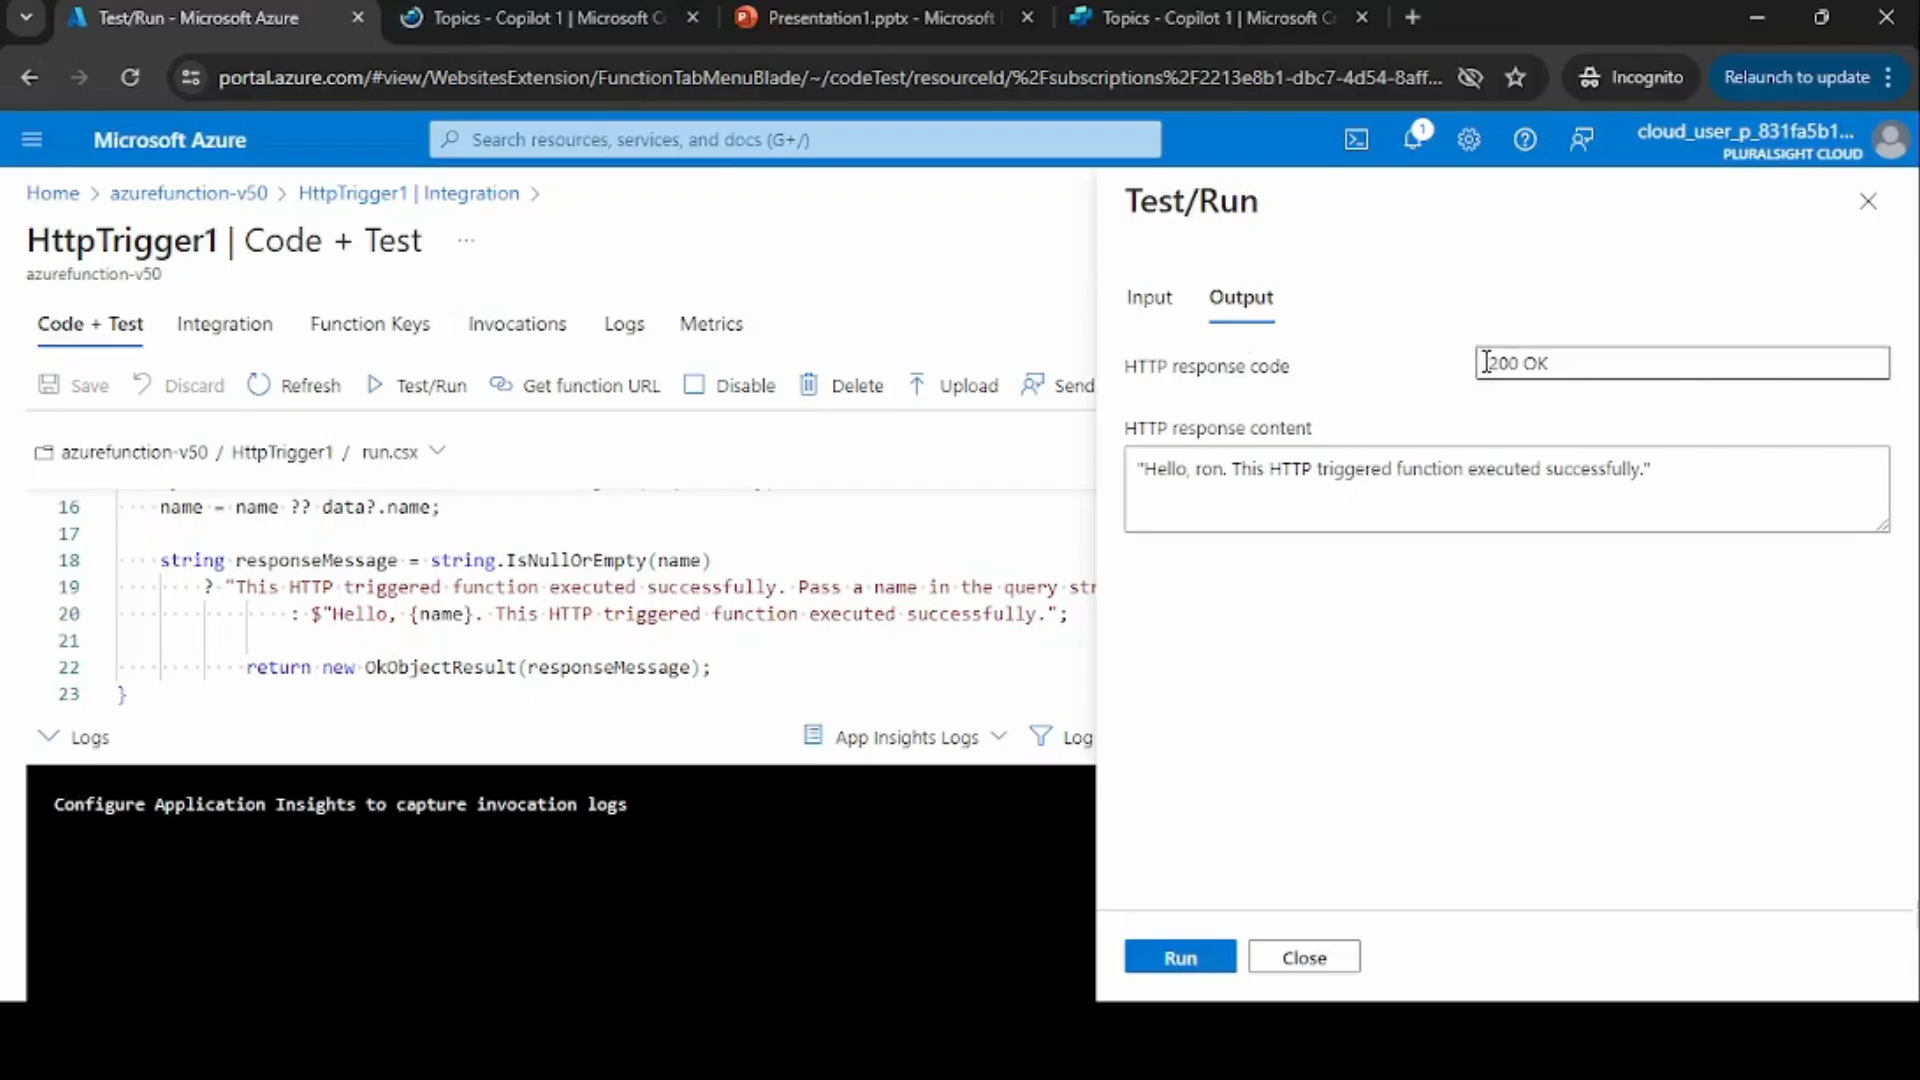 Test/Run - Microsoft Azure
Topics - Copilot 1 | Microsoft C
Presentation1.pptx - Microsoft
Topics - Copilot 1 | Microsoft C
portal.azure.com/#view/WebsitesExtension/FunctionTabMenuBlade/~/codeTest/resourceId/%2Fsubscriptions%2F2213e8b1-dbc7-4d54-8aff...
Incognito
Relaunch to update
Microsoft Azure
Search resources, services, and docs (G+/)
1
cloud_user_p_831fa5b1...
PLURALSIGHT CLOUD
Home > azurefunction-v50 > HttpTrigger1 | Integration >
HttpTrigger1 | Code + Test ...
azurefunction-v50
Code + Test Integration Function Keys Invocations Logs Metrics
Save Discard Refresh Test/Run Get function URL Disable Delete Upload Send
azurefunction-v50 / HttpTrigger1 / run.csx
16 name = name ?? data?.name;
17
18 string responseMessage = string.IsNullOrEmpty(name)
19 ? "This HTTP triggered function executed successfully. Pass a name in the query str
20 : $"Hello, {name}. This HTTP triggered function executed successfully.";
21
22 return new OkObjectResult(responseMessage);
23 }
Logs
App Insights Logs
Log
Configure Application Insights to capture invocation logs
Test/Run
Input Output
HTTP response code
200 OK
HTTP response content
"Hello, ron. This HTTP triggered function executed successfully."
Run Close